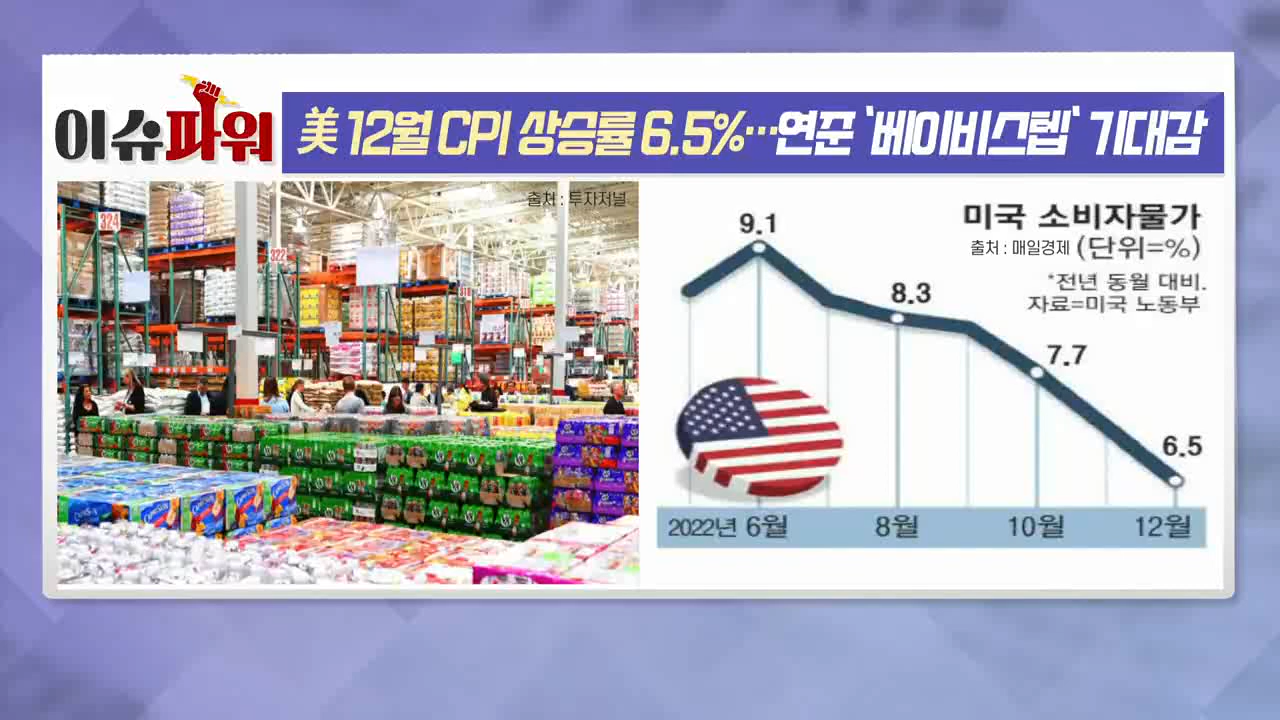 이슈파워
美 12월 CPI 상승률 6.5%…연준 '베이비스텝' 기대감
출처 : 투자저널
324
322
미국 소비자물가
출처 : 매일경제 (단위=%)
*전년 동월 대비.
자료=미국 노동부
9.1
8.3
7.7
6.5
2022년 6월 8월 10월 12월